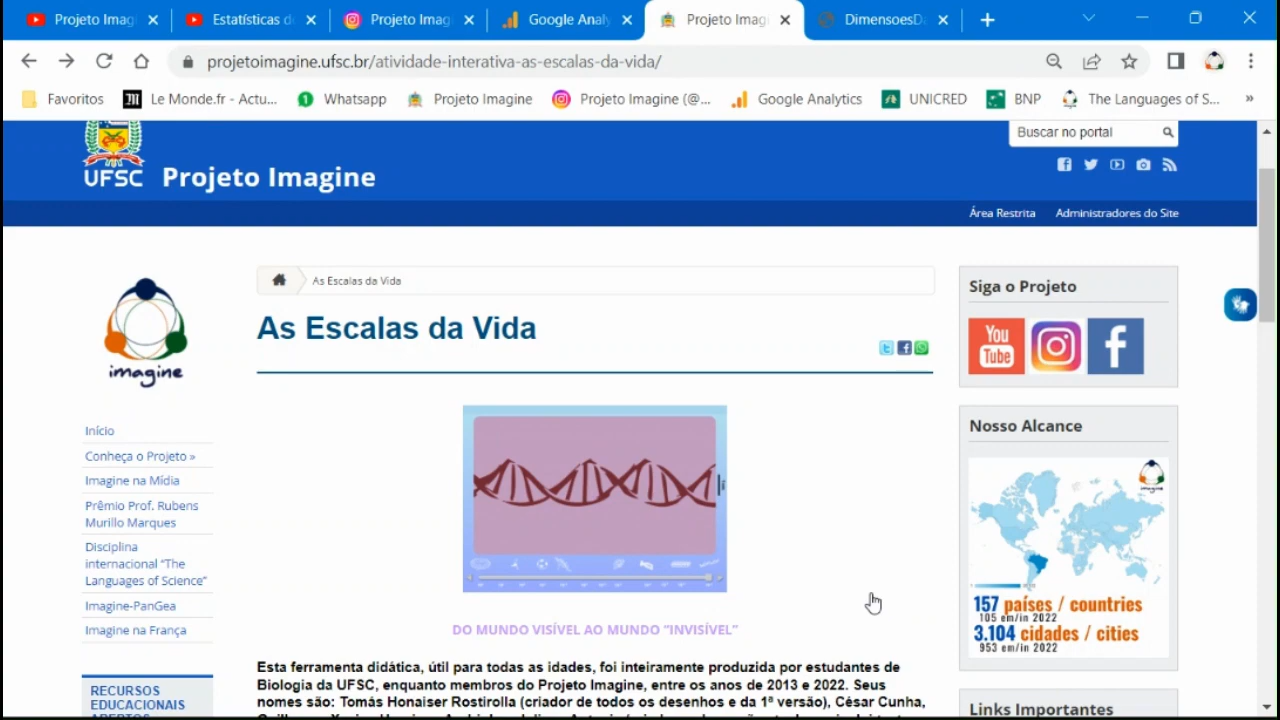 Projeto Imag
Estatísticas d
Projeto Imag
Google Analy
Projeto Imag
DimensoesDa
projetoimagine.ufsc.br/atividade-interativa-as-escalas-da-vida/
Favoritos
Le Monde.fr - Actu...
Whatsapp
Projeto Imagine
Projeto Imagine (@...
Google Analytics
UNICRED
BNP
The Languages of S...
»
Buscar no portal
UFSC
Projeto Imagine
Área Restrita
Administradores do Site
imagine
Início
Conheça o Projeto »
Imagine na Mídia
Prêmio Prof. Rubens
Murillo Marques
Disciplina
internacional “The
Languages of Science”
Imagine-PanGea
Imagine na França
RECURSOS
EDUCACIONAIS
ABERTOS
As Escalas da Vida
As Escalas da Vida
DO MUNDO VISÍVEL AO MUNDO “INVISÍVEL”
Esta ferramenta didática, útil para todas as idades, foi inteiramente produzida por estudantes de
Biologia da UFSC, enquanto membros do Projeto Imagine, entre os anos de 2013 e 2022. Seus
nomes são: Tomás Honaiser Rostirolla (criador de todos os desenhos e da 1ª versão), Cèsar Cunha,
Siga o Projeto
You
Tube
Nosso Alcance
imagine
157 países / countries
105 em/in 2022
3.104 cidades / cities
953 em/in 2022
Links Importantes